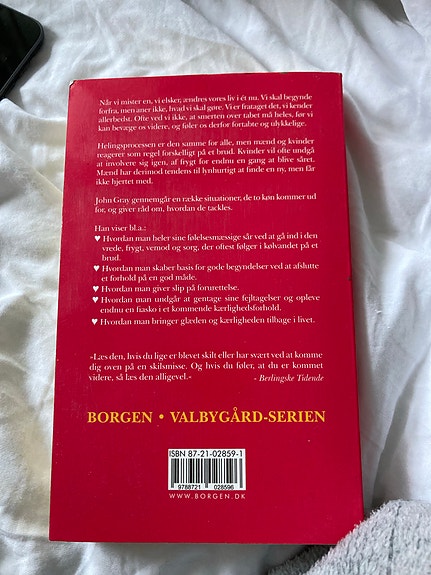 Når vi mister en, vi elsker, ændres vores liv i ét nu. Vi skal begynde
forfra, men aner ikke, hvad vi skal gøre. Vi er frataget det, vi kender
allerbedst. Ofte ved vi ikke, at smerten over tabet må heles, før vi
kan bevæge os videre, og føler os derfor fortabte og ulykkelige.
Helingsprocessen er den samme for alle, men mænd og kvinder
reagerer som regel forskelligt på et brud. Kvinder vil ofte undgå
at involvere sig igen, af frygt for endnu en gang at blive såret.
Mænd har derimod tendens til lynhurtigt at finde en ny, men får
ikke hjertet med.
John Gray gennemgår en række situationer, de to køn kommer ud
for, og giver råd om, hvordan de tackles.
Han viser bl.a.:
♥ Hvordan man heler sine følelsesmæssige sår ved at gå ind i den
vrede, frygt, vemod og sorg, der oftest følger i kølvandet på et
brud.
♥ Hvordan man skaber basis for gode begyndelser ved at afslutte
et forhold på en god måde.
♥ Hvordan man giver slip på forurettelse.
♥ Hvordan man undgår at gentage sine fejltagelser og opleve
endnu en fiasko i et kommende kærlighedsforhold.
♥ Hvordan man bringer glæden og kærligheden tilbage i livet.
»Læs den, hvis du lige er blevet skilt eller har svært ved at komme
dig oven på en skilsmisse. Og hvis du føler, at du er kommet
videre, så læs den alligevel.« - Berlingske Tidende
BORGEN • VALBYGÅRD-SERIEN
ISBN 87-21-02859-1
9788721 028596
WWW.BORGEN.DK